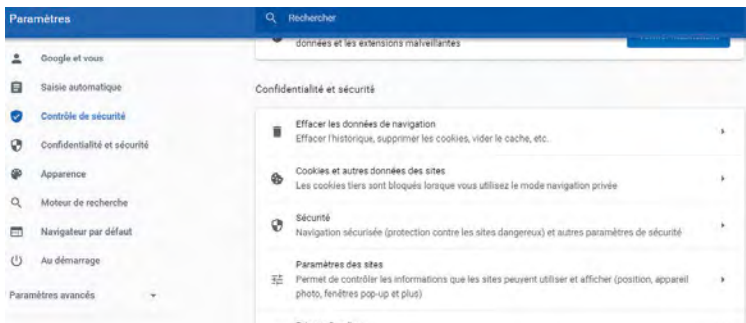 Paramètres
Rechercher
données et les extensions malveillantes
Google et vous
Saisie automatique
Contrôle de sécurité
Confidentialité et sécurité
Apparence
Moteur de recherche
Navigateur par défaut
Au démarrage
Paramètres avancés
Confidentialité et sécurité
Effacer les données de navigation
Effacer l'historique, supprimer les cookies, vider le cache, etc.
Cookies et autres données des sites
Les cookies tiers sont bloqués lorsque vous utilisez le mode navigation privée
Sécurité
Navigation sécurisée (protection contre les sites dangereux) et autres paramètres de sécurité
Paramètres des sites
Permet de contrôler les informations que les sites peuvent utiliser et afficher (position, appareil
photo, fenêtres pop-up et plus)